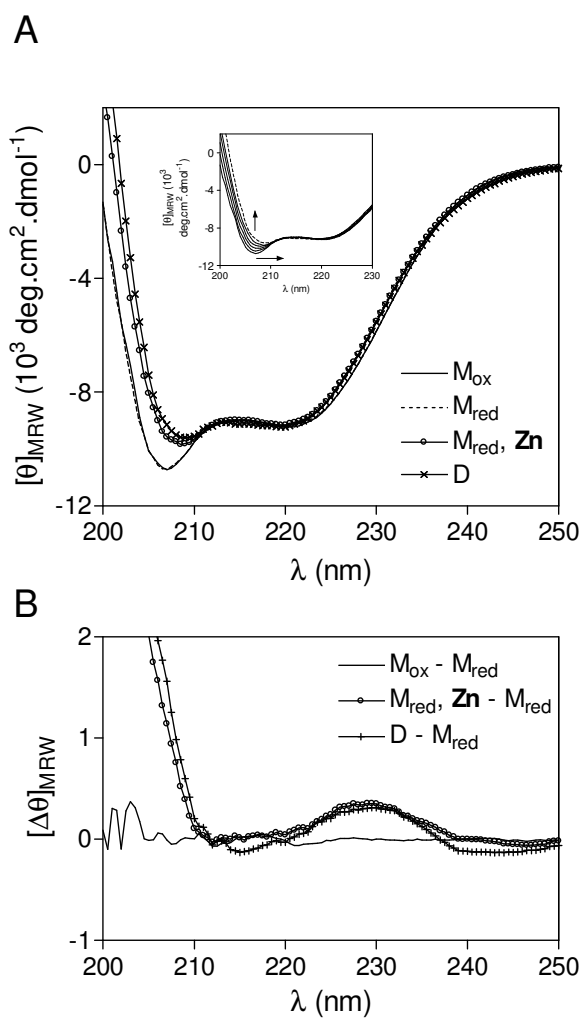 A
[θ]MRW (10³ deg.cm².dmol⁻¹)
0
-4
-8
-12
200 210 220 230 240 250
λ (nm)
[θ]MRW (10³
deg.cm².dmol⁻¹)
0
-4
-8
-12
200 210 220 230
λ (nm)
Mox
Mred
Mred, Zn
D
B
[Δθ]MRW
2
1
0
-1
200 210 220 230 240 250
λ (nm)
Mox - Mred
Mred, Zn - Mred
D - Mred